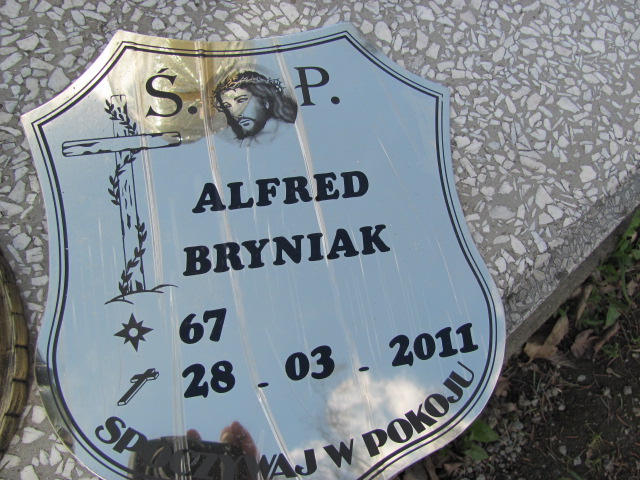 Ś. P.
ALFRED
BRYNIAK
67
28 - 03 - 2011
SPOCZYWAJ W POKOJU